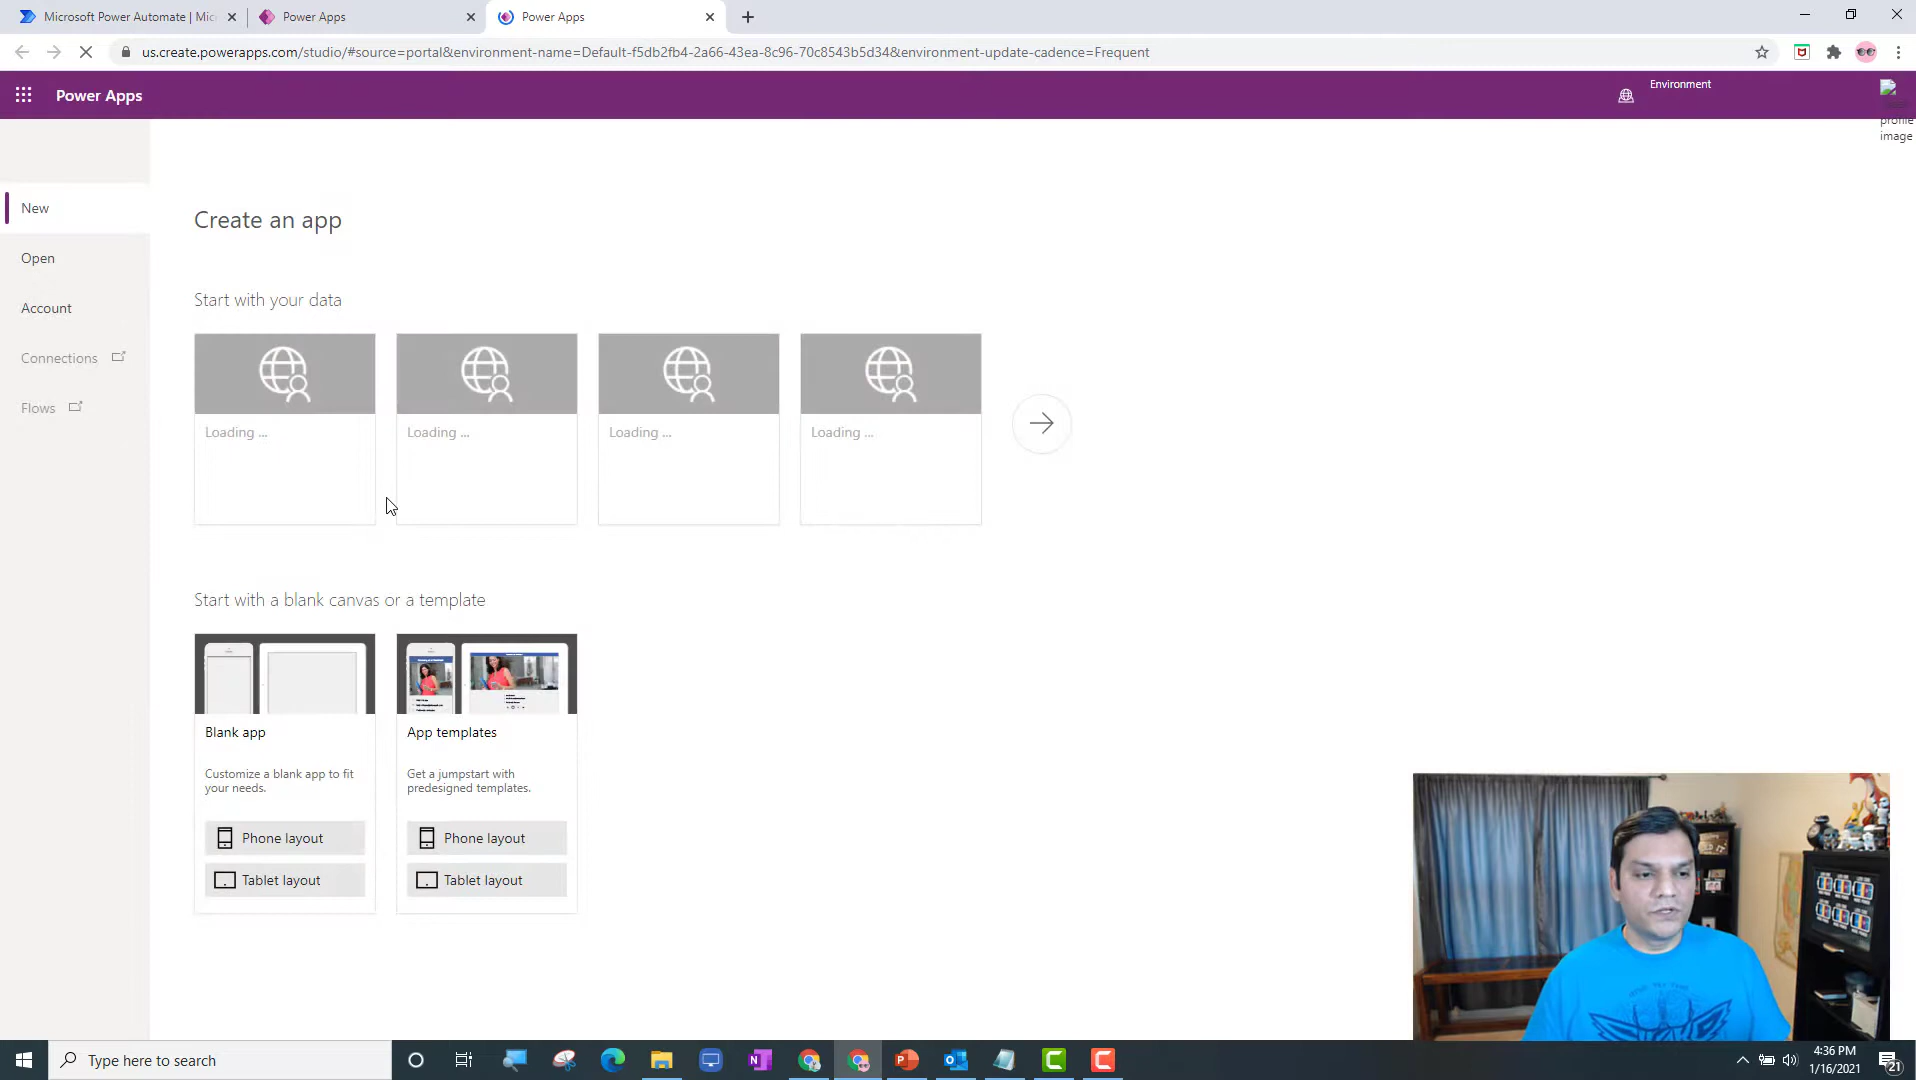 Microsoft Power Automate | Mic
Power Apps
Power Apps
us.create.powerapps.com/studio/#source=portal&environment-name=Default-f5db2fb4-2a66-43ea-8c96-70c8543b5d34&environment-update-cadence=Frequent
Power Apps
Environment
profile
image
New
Open
Account
Connections
Flows
Create an app
Start with your data
Loading ...
Loading ...
Loading ...
Loading ...
Start with a blank canvas or a template
Blank app
Customize a blank app to fit
your needs.
Phone layout
Tablet layout
App templates
Get a jumpstart with
predesigned templates.
Phone layout
Tablet layout
Type here to search
4:36 PM
1/16/2021
21